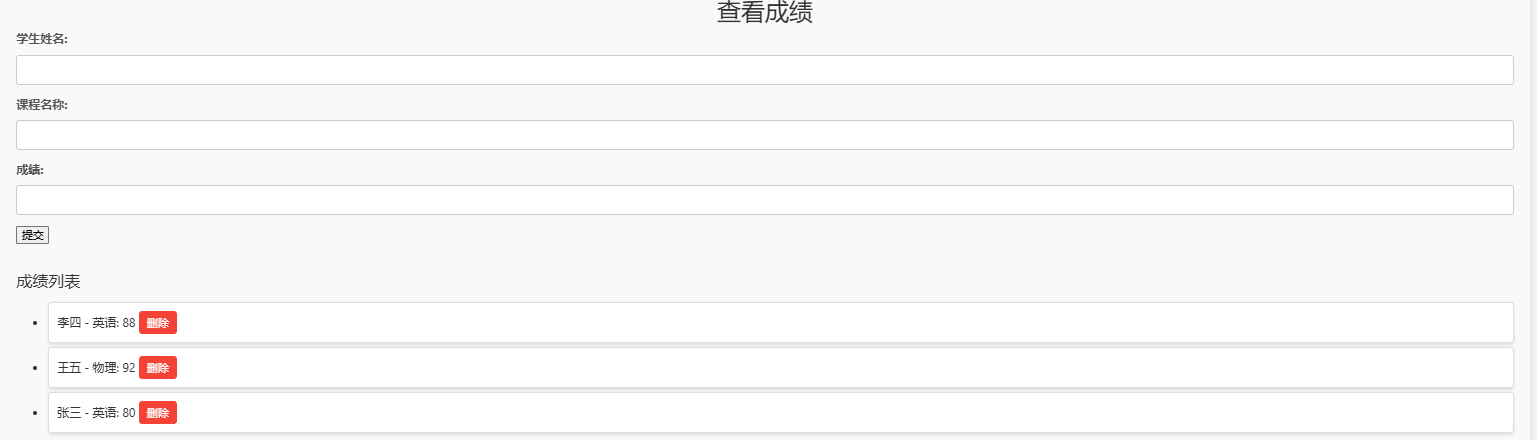 查看成绩
学生姓名:
课程名称:
成绩:
提交
成绩列表
李四 - 英语: 88 删除
王五 - 物理: 92 删除
张三 - 英语: 80 删除